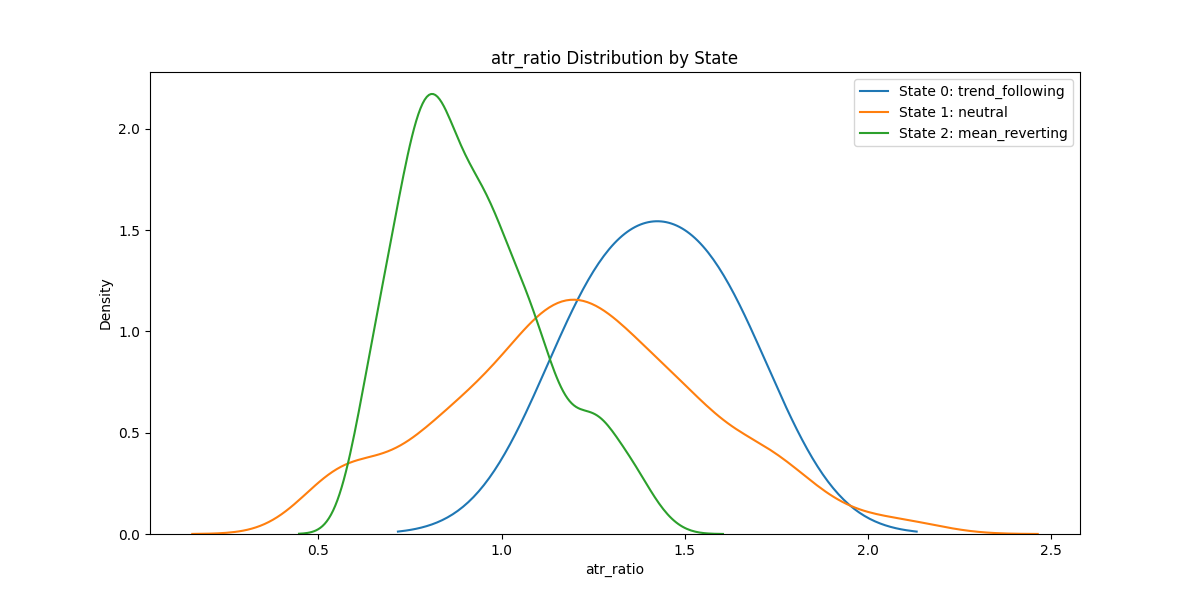 atr_ratio Distribution by State
State 0: trend_following
State 1: neutral
State 2: mean_reverting
Density
2.0
1.5
1.0
0.5
0.0
0.5
1.0
1.5
2.0
2.5
atr_ratio